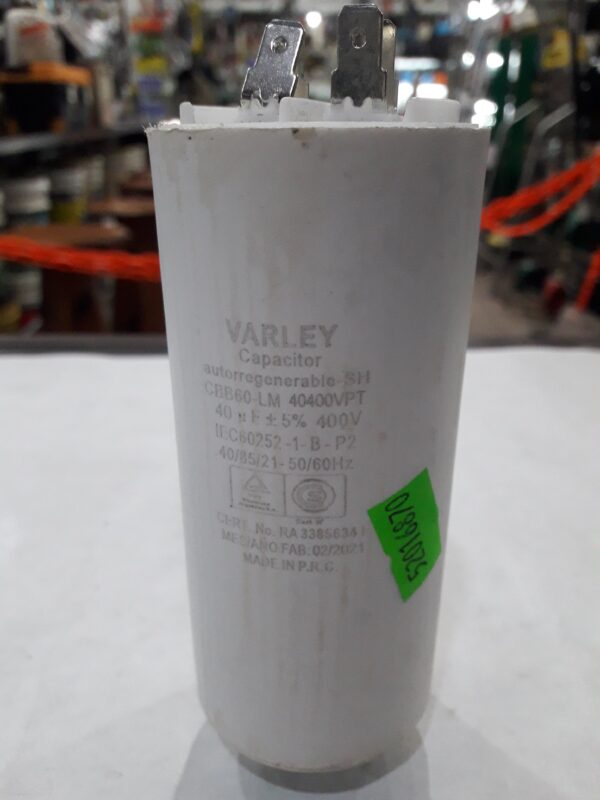 VARLEY
Capacitor
autorregenerable-SH
CBB60-LM 40400VPT
40 µF ± 5% 400V
IEC60252-1-B-P2
40/85/21-50/60Hz
CERT. No. RA 3385634 I
MES/AÑO FAB: 02/2021
MADE IN P.R.C.
52016870